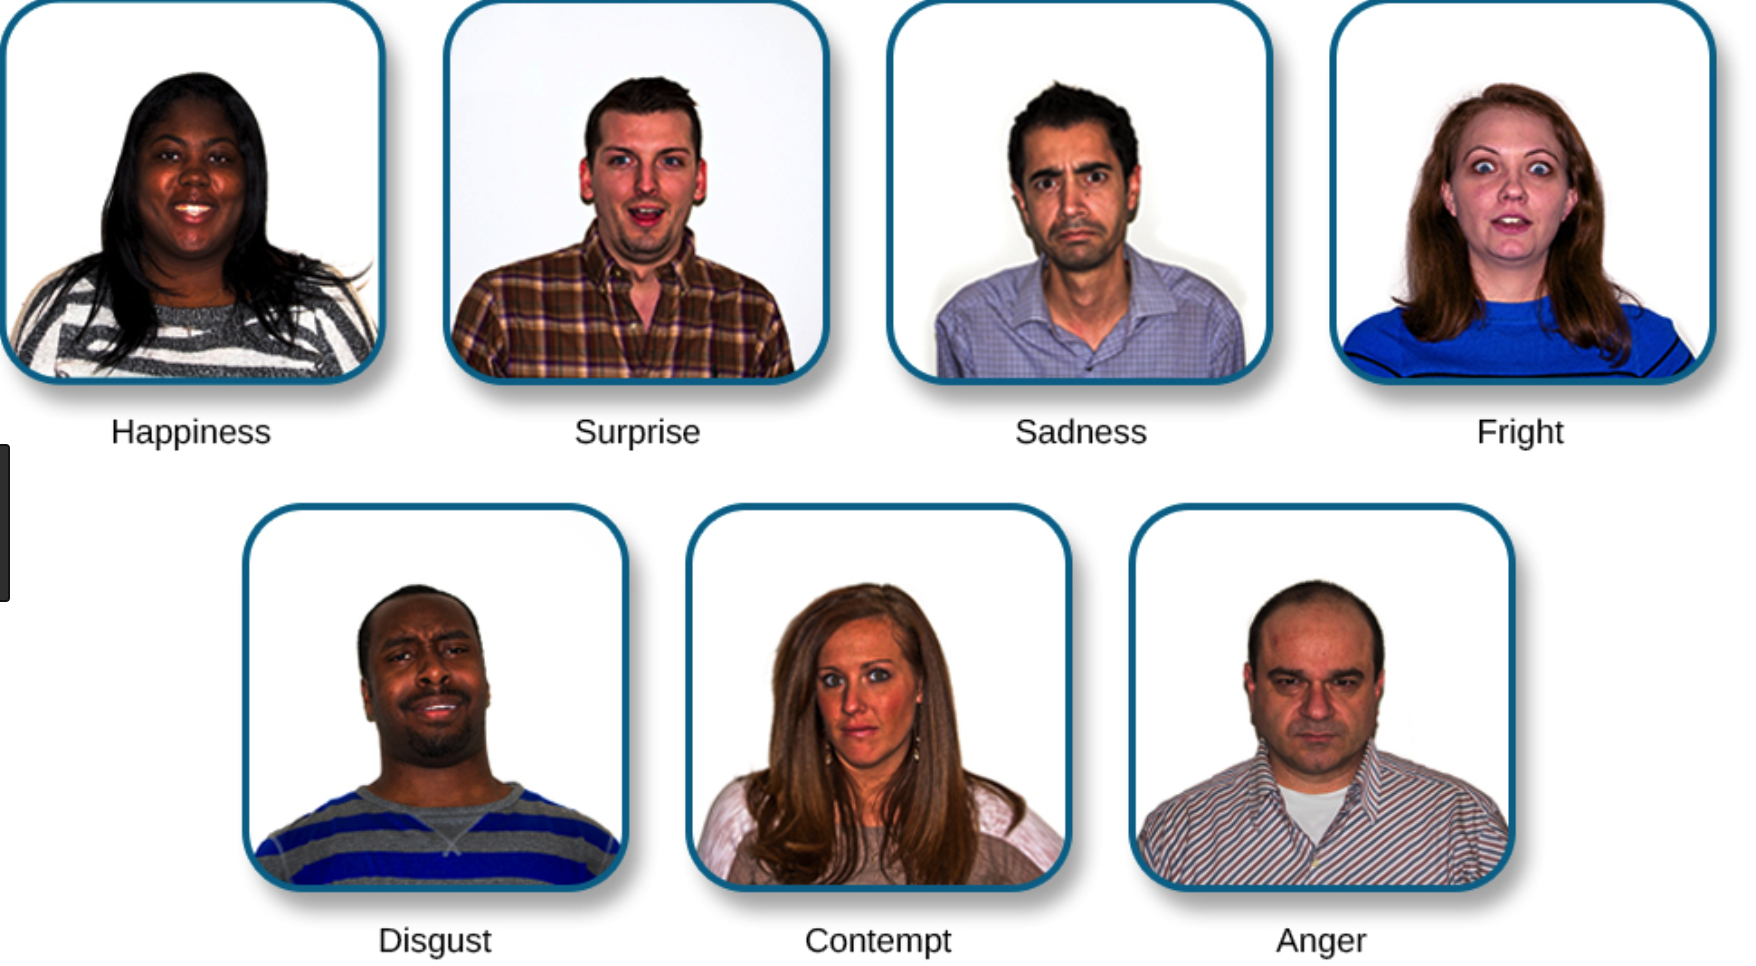 Happiness
Surprise
Sadness
Fright
Disgust
Contempt
Anger